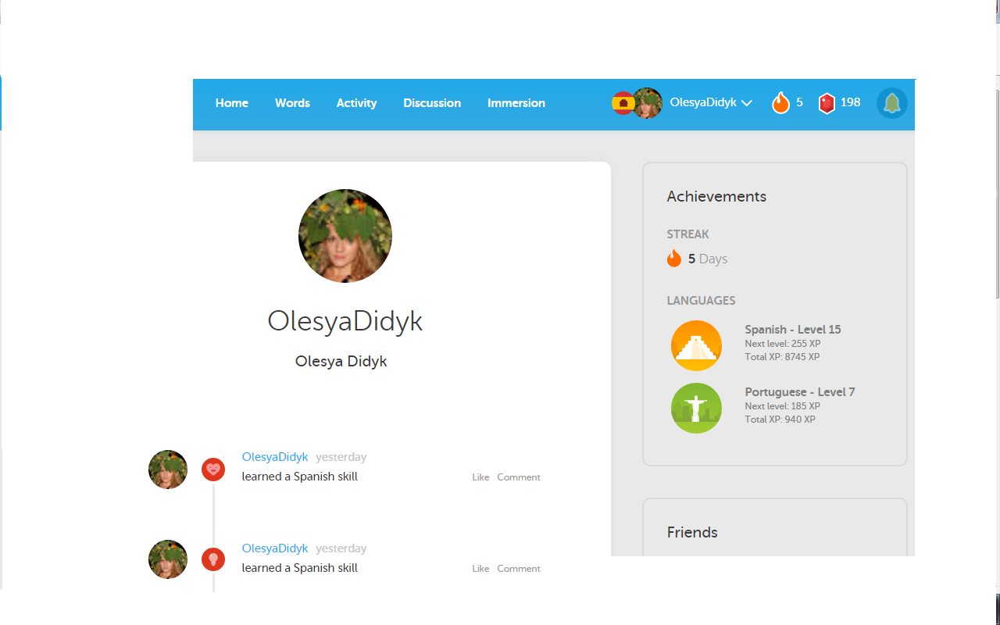 Home Words Activity Discussion Immersion OlesyaDidyk 5 198
OlesyaDidyk
Olesya Didyk
OlesyaDidyk yesterday
learned a Spanish skill Like Comment
OlesyaDidyk yesterday
learned a Spanish skill Like Comment
Achievements
STREAK
5 Days
LANGUAGES
Spanish - Level 15
Next level: 255 XP
Total XP: 8745 XP
Portuguese - Level 7
Next level: 185 XP
Total XP: 940 XP
Friends